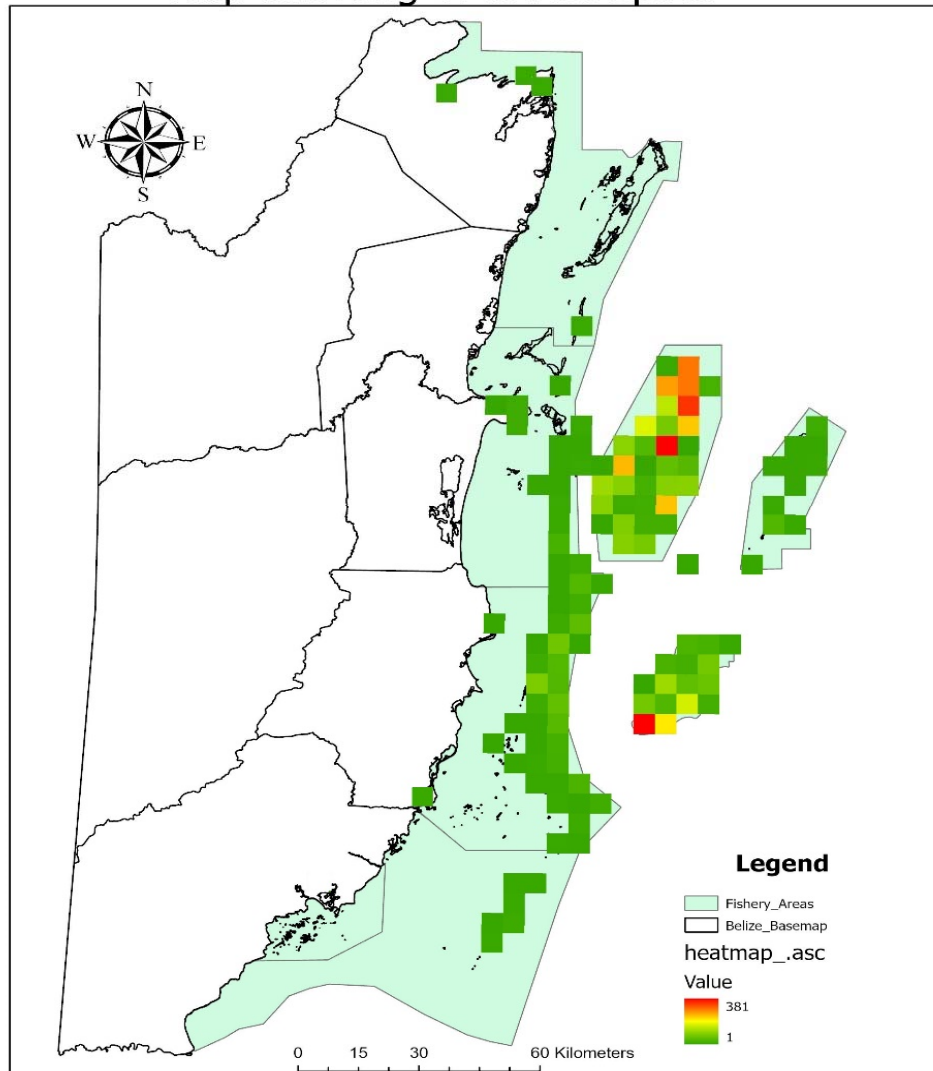 N
W E
S
Legend
Fishery_Areas
Belize_Basemap
heatmap_.asc
Value
381
1
0 15 30 60 Kilometers